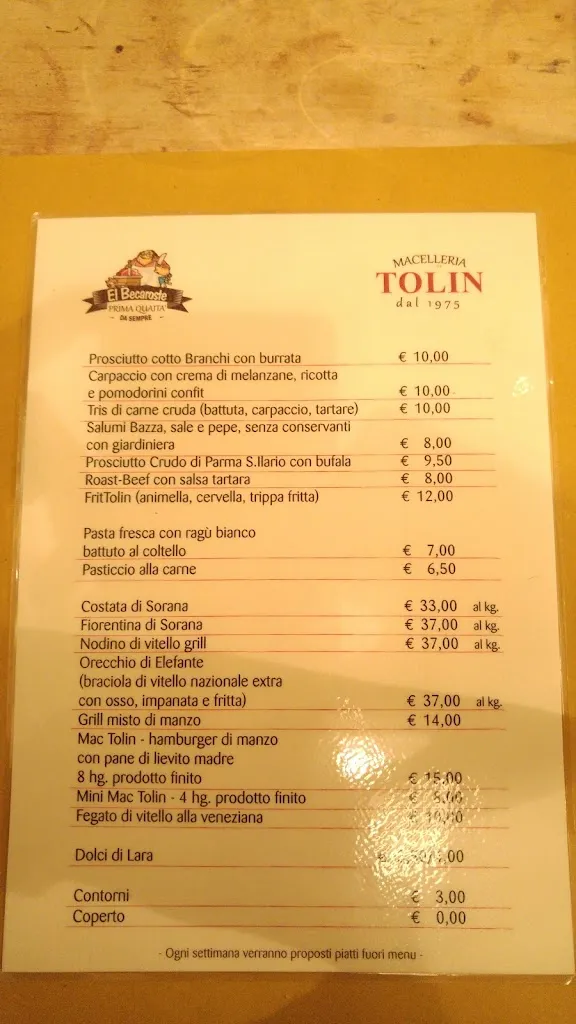 El Becaroste
PRIMA QUAITA'
- DA SEMPRE -
MACELLERIA
TOLIN
dal 1975
Prosciutto cotto Branchi con burrata € 10,00
Carpaccio con crema di melanzane, ricotta
e pomodorini confit € 10,00
Tris di carne cruda (battuta, carpaccio, tartare) € 10,00
Salumi Bazza, sale e pepe, senza conservanti
con giardiniera € 8,00
Prosciutto Crudo di Parma S.Ilario con bufala € 9,50
Roast-Beef con salsa tartara € 8,00
FritTolin (animella, cervella, trippa fritta) € 12,00
Pasta fresca con ragù bianco
battuto al coltello € 7,00
Pasticcio alla carne € 6,50
Costata di Sorana € 33,00 al kg.
Fiorentina di Sorana € 37,00 al kg.
Nodino di vitello grill € 37,00 al kg.
Orecchio di Elefante
(braciola di vitello nazionale extra
con osso, impanata e fritta) € 37,00 al kg.
Grill misto di manzo € 14,00
Mac Tolin - hamburger di manzo
con pane di lievito madre
8 hg. prodotto finito € 15,00
Mini Mac Tolin - 4 hg. prodotto finito €
Fegato di vitello alla veneziana €
Dolci di Lara
Contorni € 3,00
Coperto € 0,00
- Ogni settimana verranno proposti piatti fuori menu -